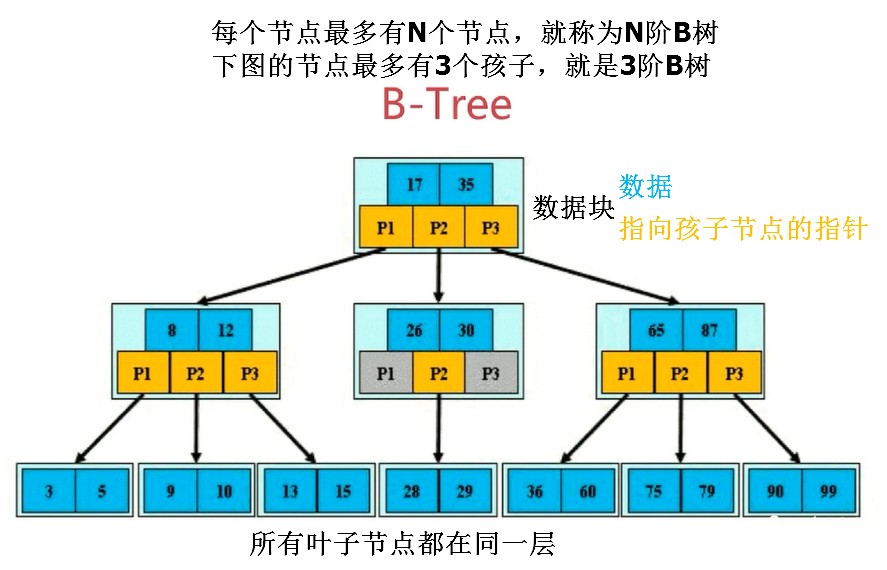 每个节点最多有N个节点，就称为N阶B树
下图的节点最多有3个孩子，就是3阶B树
B-Tree
17 35
P1 P2 P3
数据块
数据
指向孩子节点的指针
8 12
P1 P2 P3
26 30
P1 P2 P3
65 87
P1 P2 P3
3 5
9 10
13 15
28 29
36 60
75 79
90 99
所有叶子节点都在同一层